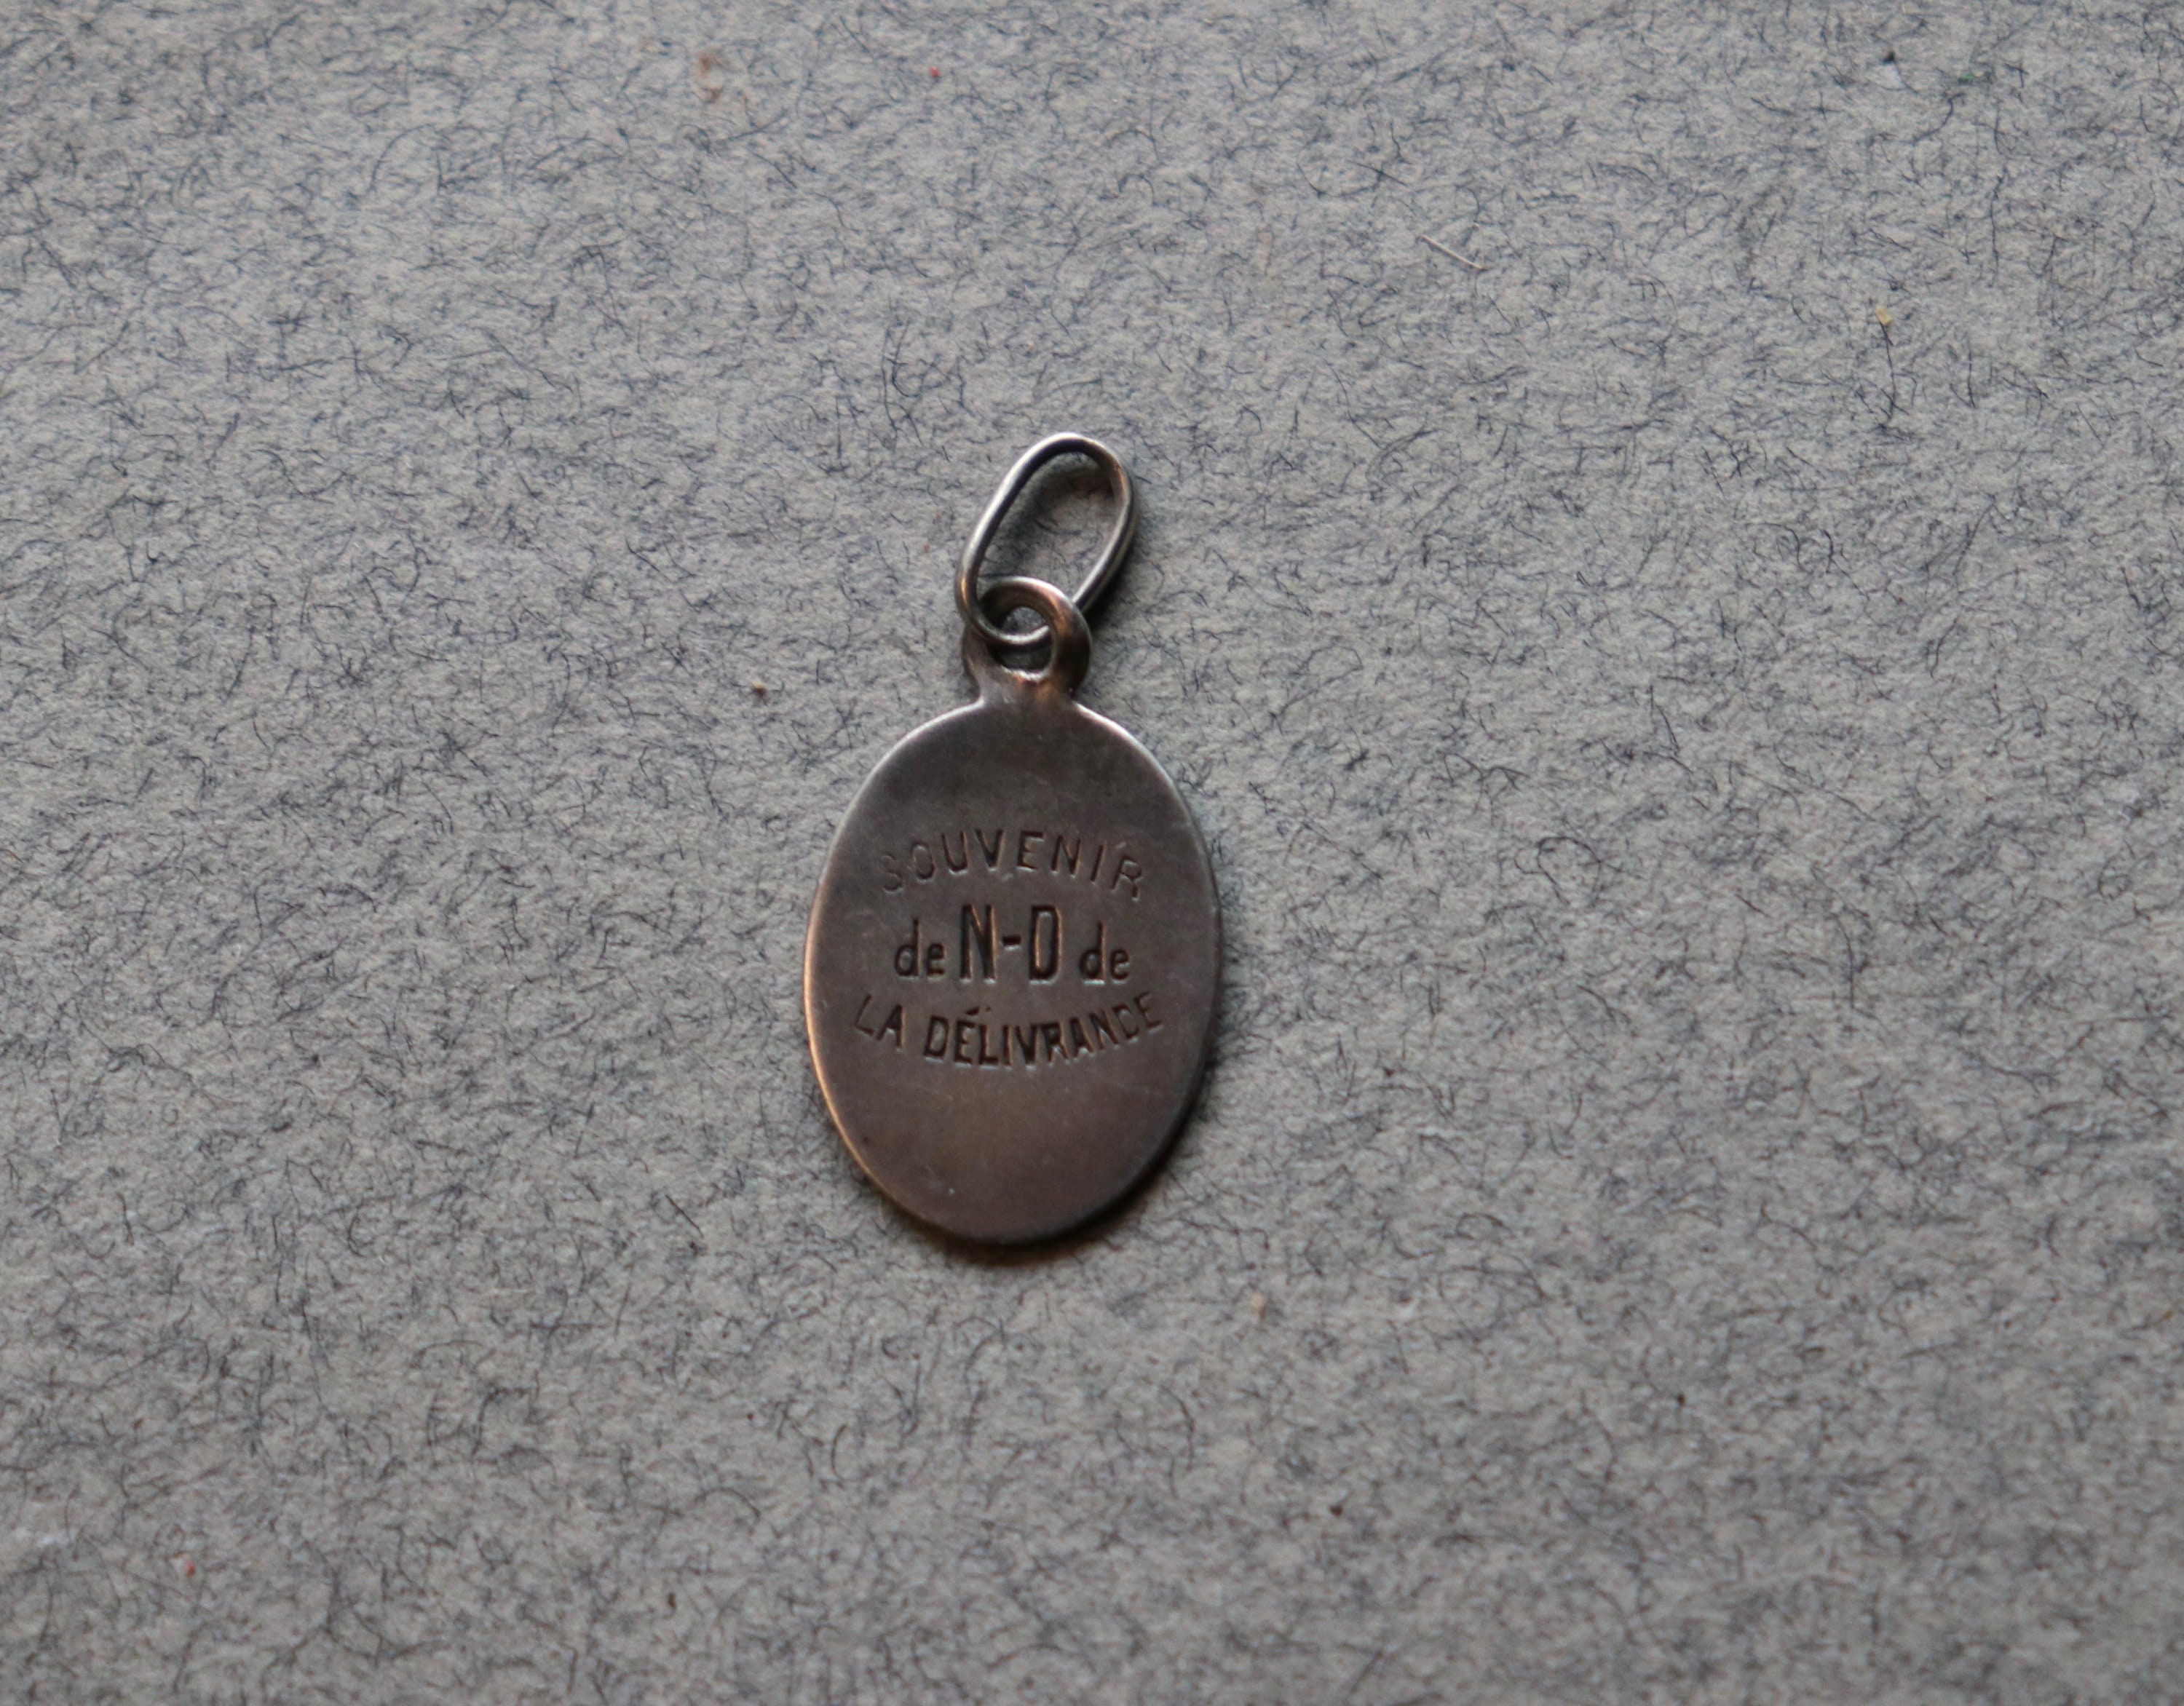 SOUVENIR
de N-D de
LA DÉLIVRANCE